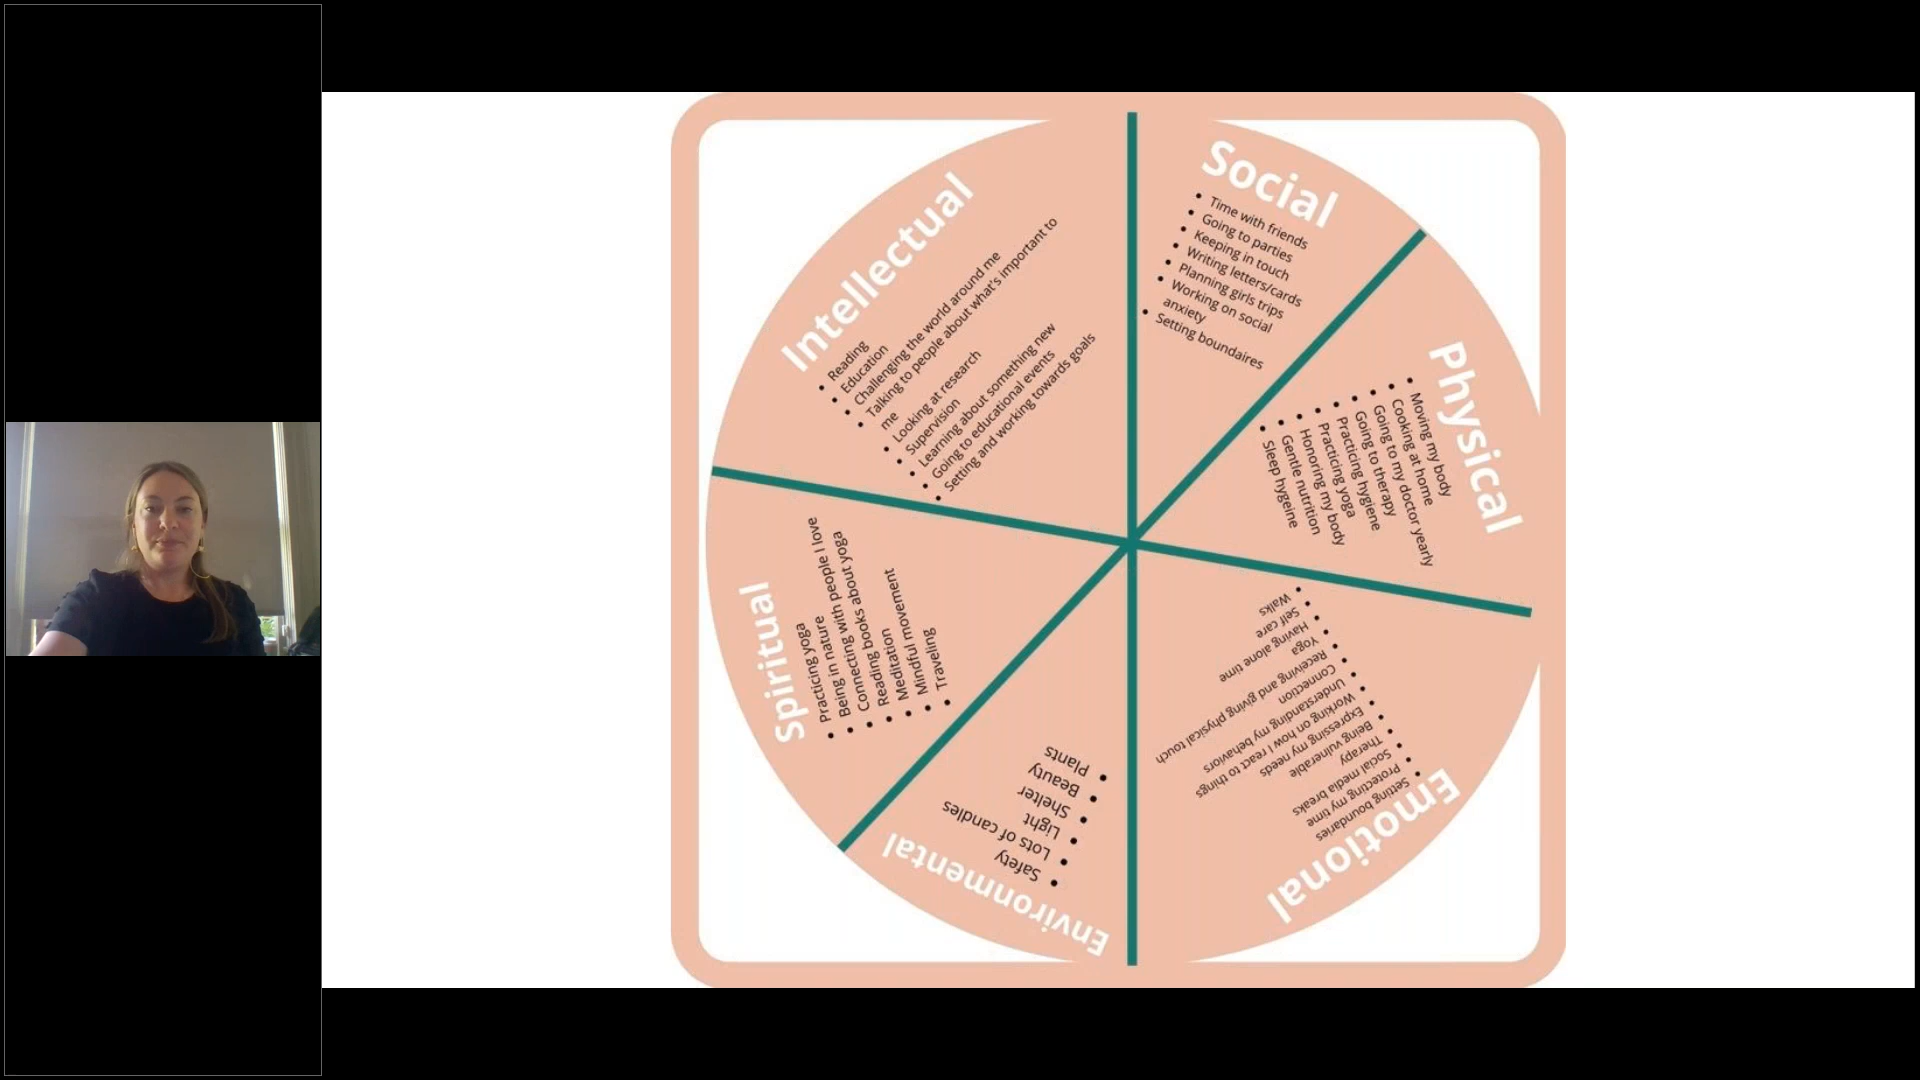 Social
Time with friends
Going to parties
Keeping in touch
Writing letters/cards
Planning girls trips
Working on social
anxiety
Setting boundaires
Physical
Moving my body
Cooking at home
Going to my doctor yearly
Going to therapy
Practicing hygiene
Practicing yoga
Honoring my body
Gentle nutrition
Sleep hygeine
Emotional
Setting boundaries
Protecting my time
Social media breaks
Therapy
Being vulnerable
Expressing my needs
Working on how I react to things
Understanding my behaviors
Connection
Receiving and giving physical touch
Yoga
Having alone time
Self care
Walks
Environmental
Safety
Lots of candles
Light
Shelter
Beauty
Plants
Spiritual
Practicing yoga
Being in nature
Connecting with people I love
Reading books about yoga
Meditation
Mindful movement
Traveling
Intellectual
Reading
Education
Challenging the world around me
Talking to people about what's important to
me
Looking at research
Supervision
Learning about something new
Going to educational events
Setting and working towards goals